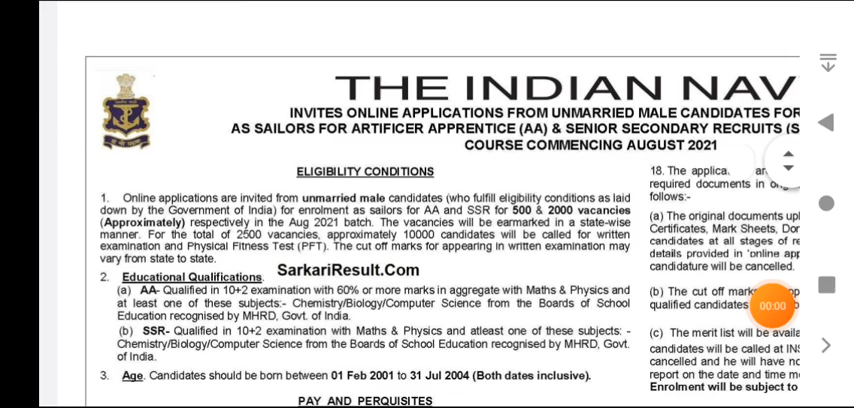 THE INDIAN NAV
INVITES ONLINE APPLICATIONS FROM UNMARRIED MALE CANDIDATES FOR
AS SAILORS FOR ARTIFICER APPRENTICE (AA) & SENIOR SECONDARY RECRUITS (S
COURSE COMMENCING AUGUST 2021
ELIGIBILITY CONDITIONS
1. Online applications are invited from unmarried male candidates (who fulfill eligibility conditions as laid
down by the Government of India) for enrolment as sailors for AA and SSR for 500 & 2000 vacancies
(Approximately) respectively in the Aug 2021 batch. The vacancies will be earmarked in a state-wise
manner. For the total of 2500 vacancies, approximately 10000 candidates will be called for written
examination and Physical Fitness Test (PFT). The cut off marks for appearing in written examination may
vary from state to state.
SarkariResult.Com
2. Educational Qualifications.
(a) AA- Qualified in 10+2 examination with 60% or more marks in aggregate with Maths & Physics and
at least one of these subjects:- Chemistry/Biology/Computer Science from the Boards of School
Education recognised by MHRD, Govt. of India.
(b) SSR- Qualified in 10+2 examination with Maths & Physics and atleast one of these subjects: -
Chemistry/Biology/Computer Science from the Boards of School Education recognised by MHRD, Govt.
of India.
3. Age. Candidates should be born between 01 Feb 2001 to 31 Jul 2004 (Both dates inclusive).
PAY AND PERQUISITES
18. The applica
required documents in
follows:-
(a) The original documents upl
Certificates, Mark Sheets, Dor
candidates at all stages of re
details provided in 'online app
candidature will be cancelled.
(b) The cut off mark
qualified candidates
00:00
(c) The merit list will be availa
candidates will be called at INS
cancelled and he will have no
report on the date and time m
Enrolment will be subject to